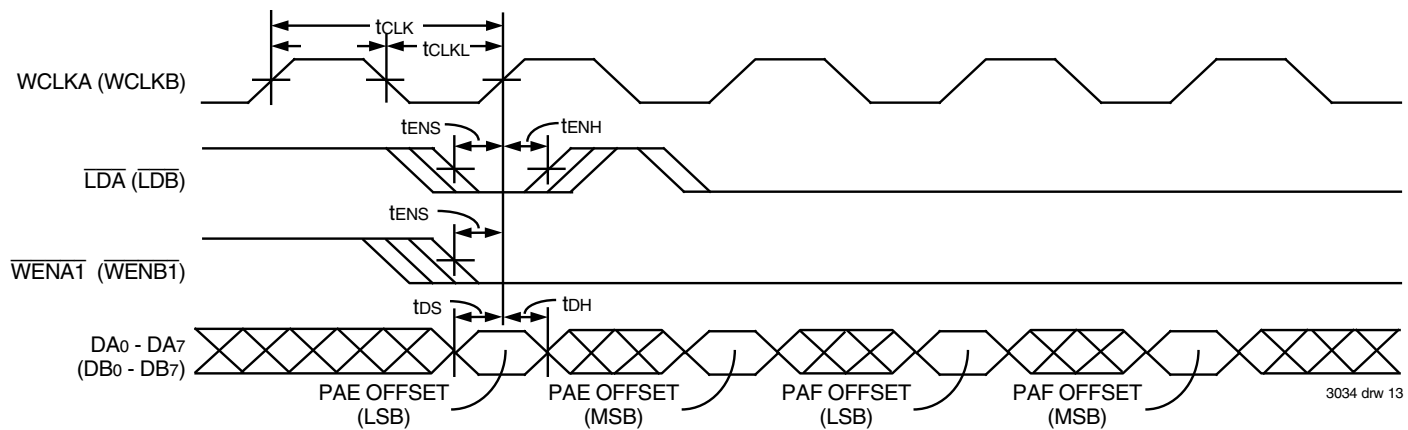 tCLK
tCLKL
WCLKA (WCLKB)
tENS
tENH
LDA (LDB)
tENS
WENA1 (WENB1)
tDS
tDH
DA0 - DA7
(DB0 - DB7)
PAE OFFSET
(LSB)
PAE OFFSET
(MSB)
PAF OFFSET
(LSB)
PAF OFFSET
(MSB)
3034 drw 13